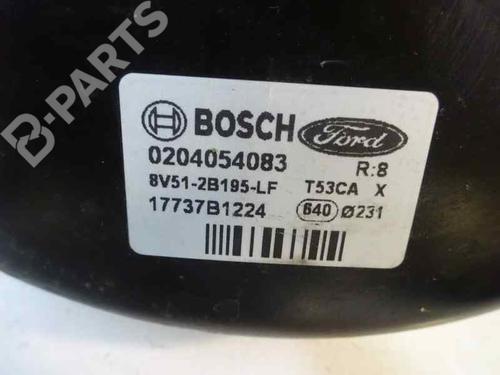 B-PARTS
BOSCH Ford
0204054083 R:8
8V51-2B195-LF T53CA X
17737B1224 640 Ø231